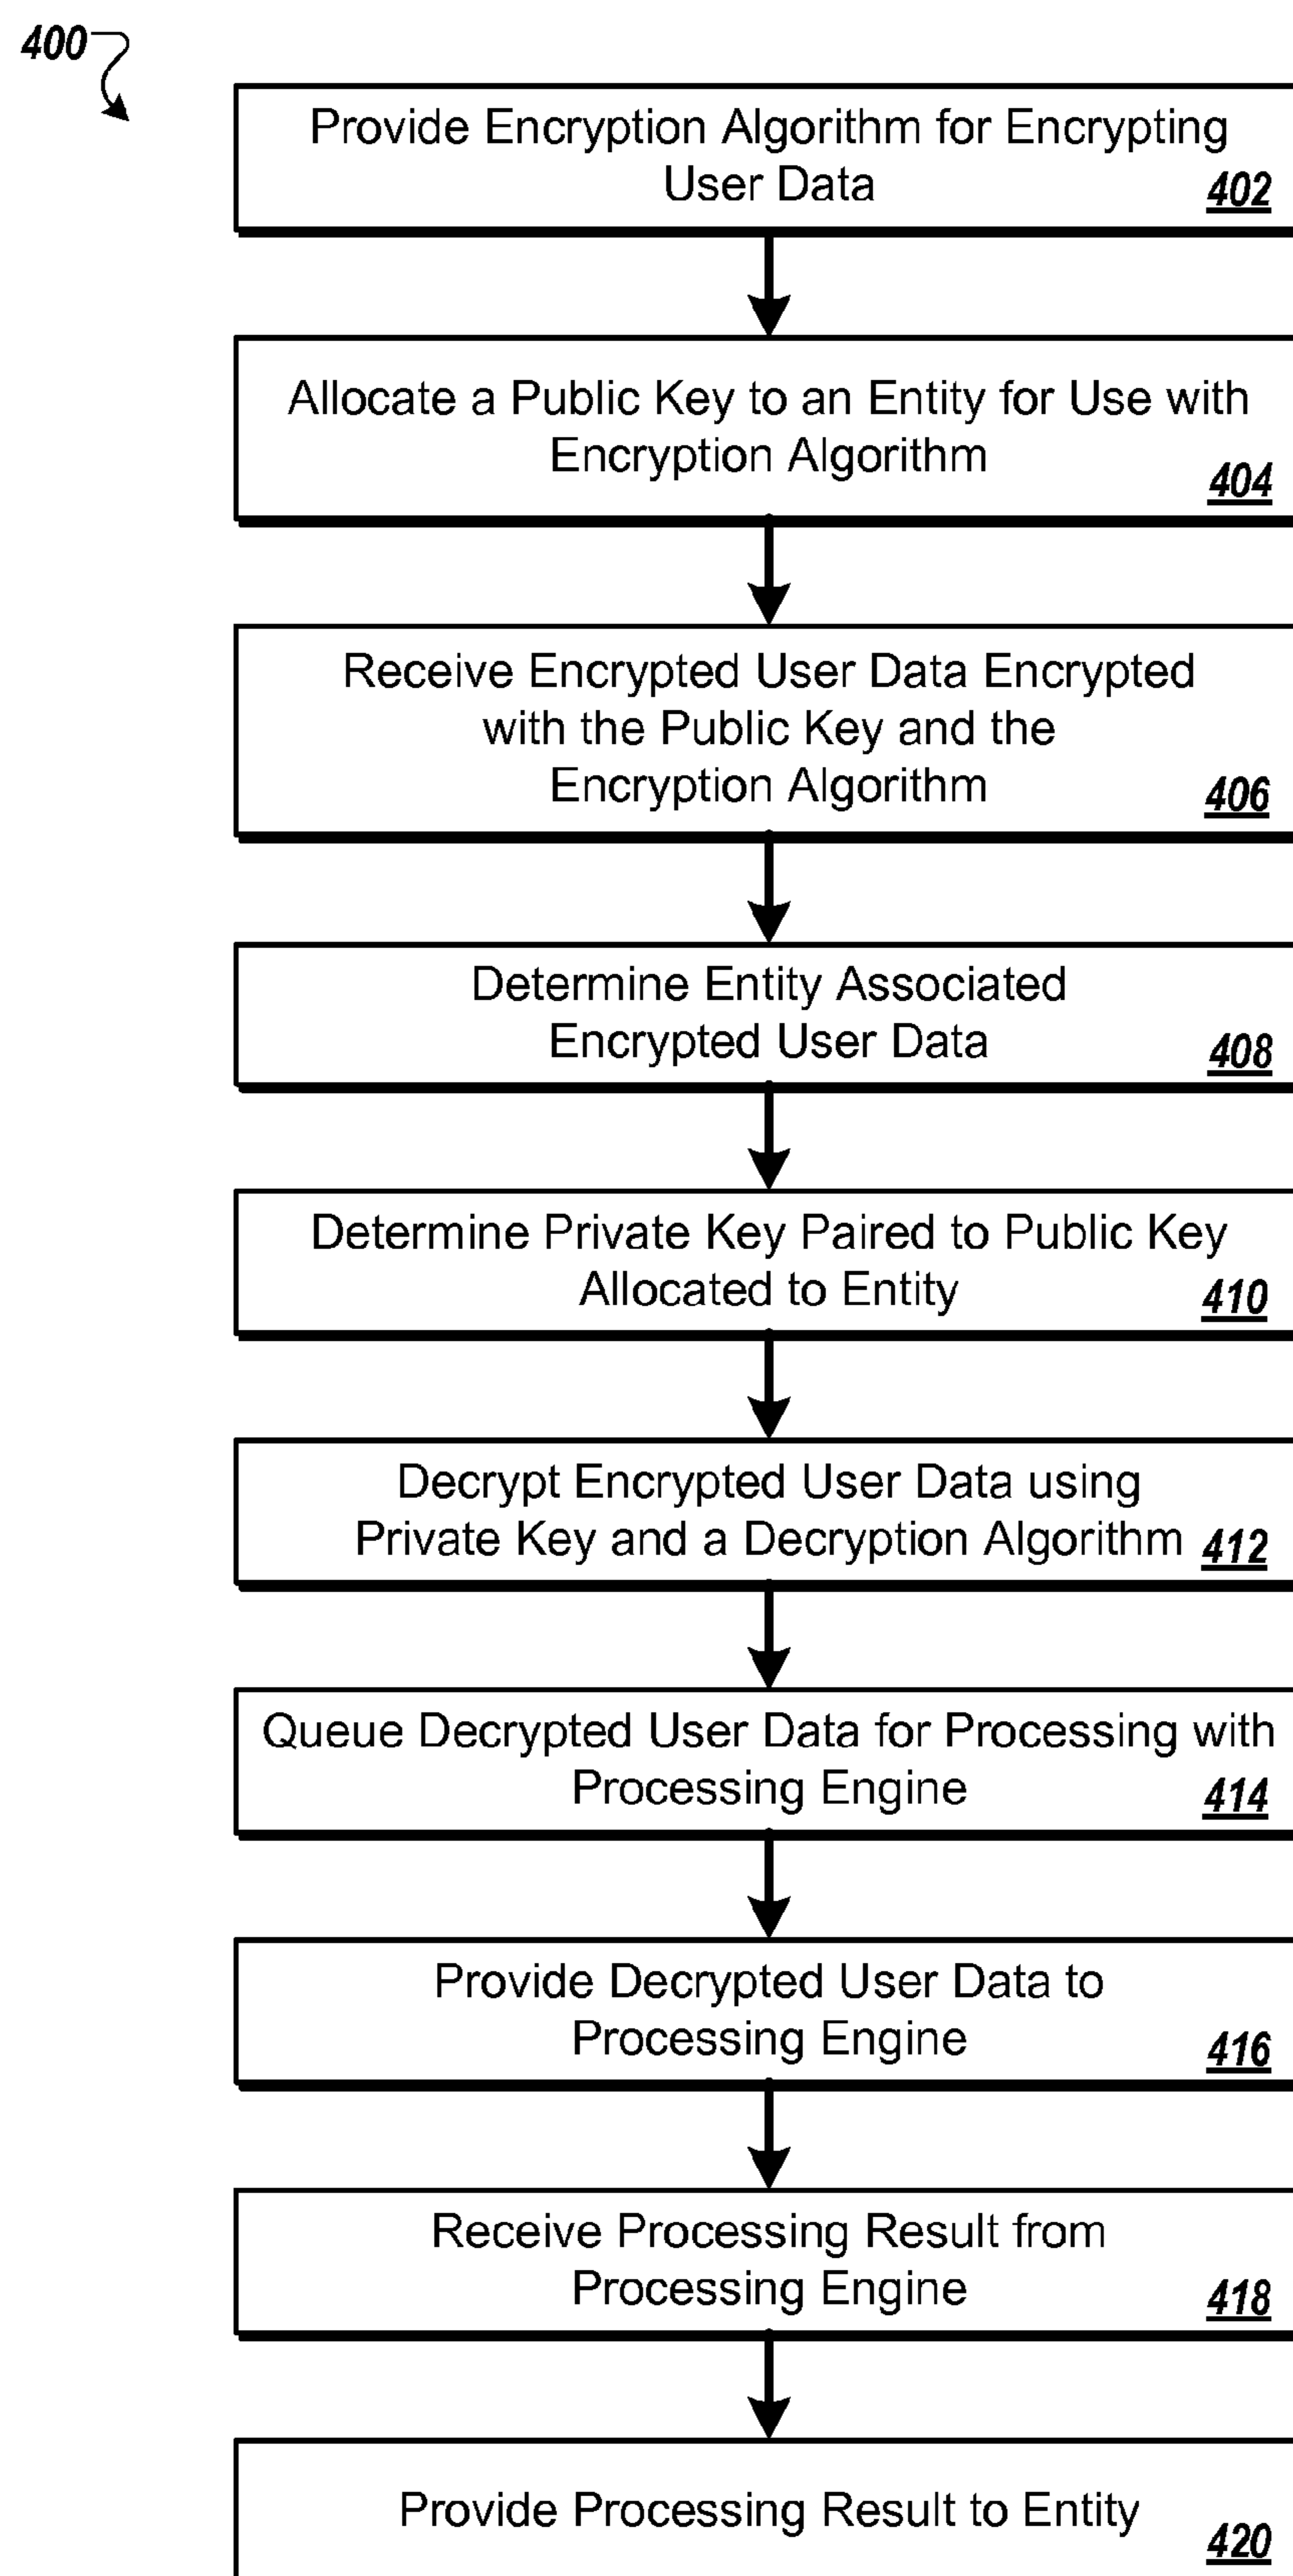 400
Provide Encryption Algorithm for Encrypting
User Data
402
Allocate a Public Key to an Entity for Use with
Encryption Algorithm
404
Receive Encrypted User Data Encrypted
with the Public Key and the
Encryption Algorithm
406
Determine Entity Associated
Encrypted User Data
408
Determine Private Key Paired to Public Key
Allocated to Entity
410
Decrypt Encrypted User Data using
Private Key and a Decryption Algorithm 412
Queue Decrypted User Data for Processing with
Processing Engine
414
Provide Decrypted User Data to
Processing Engine
416
Receive Processing Result from
Processing Engine
418
Provide Processing Result to Entity
420